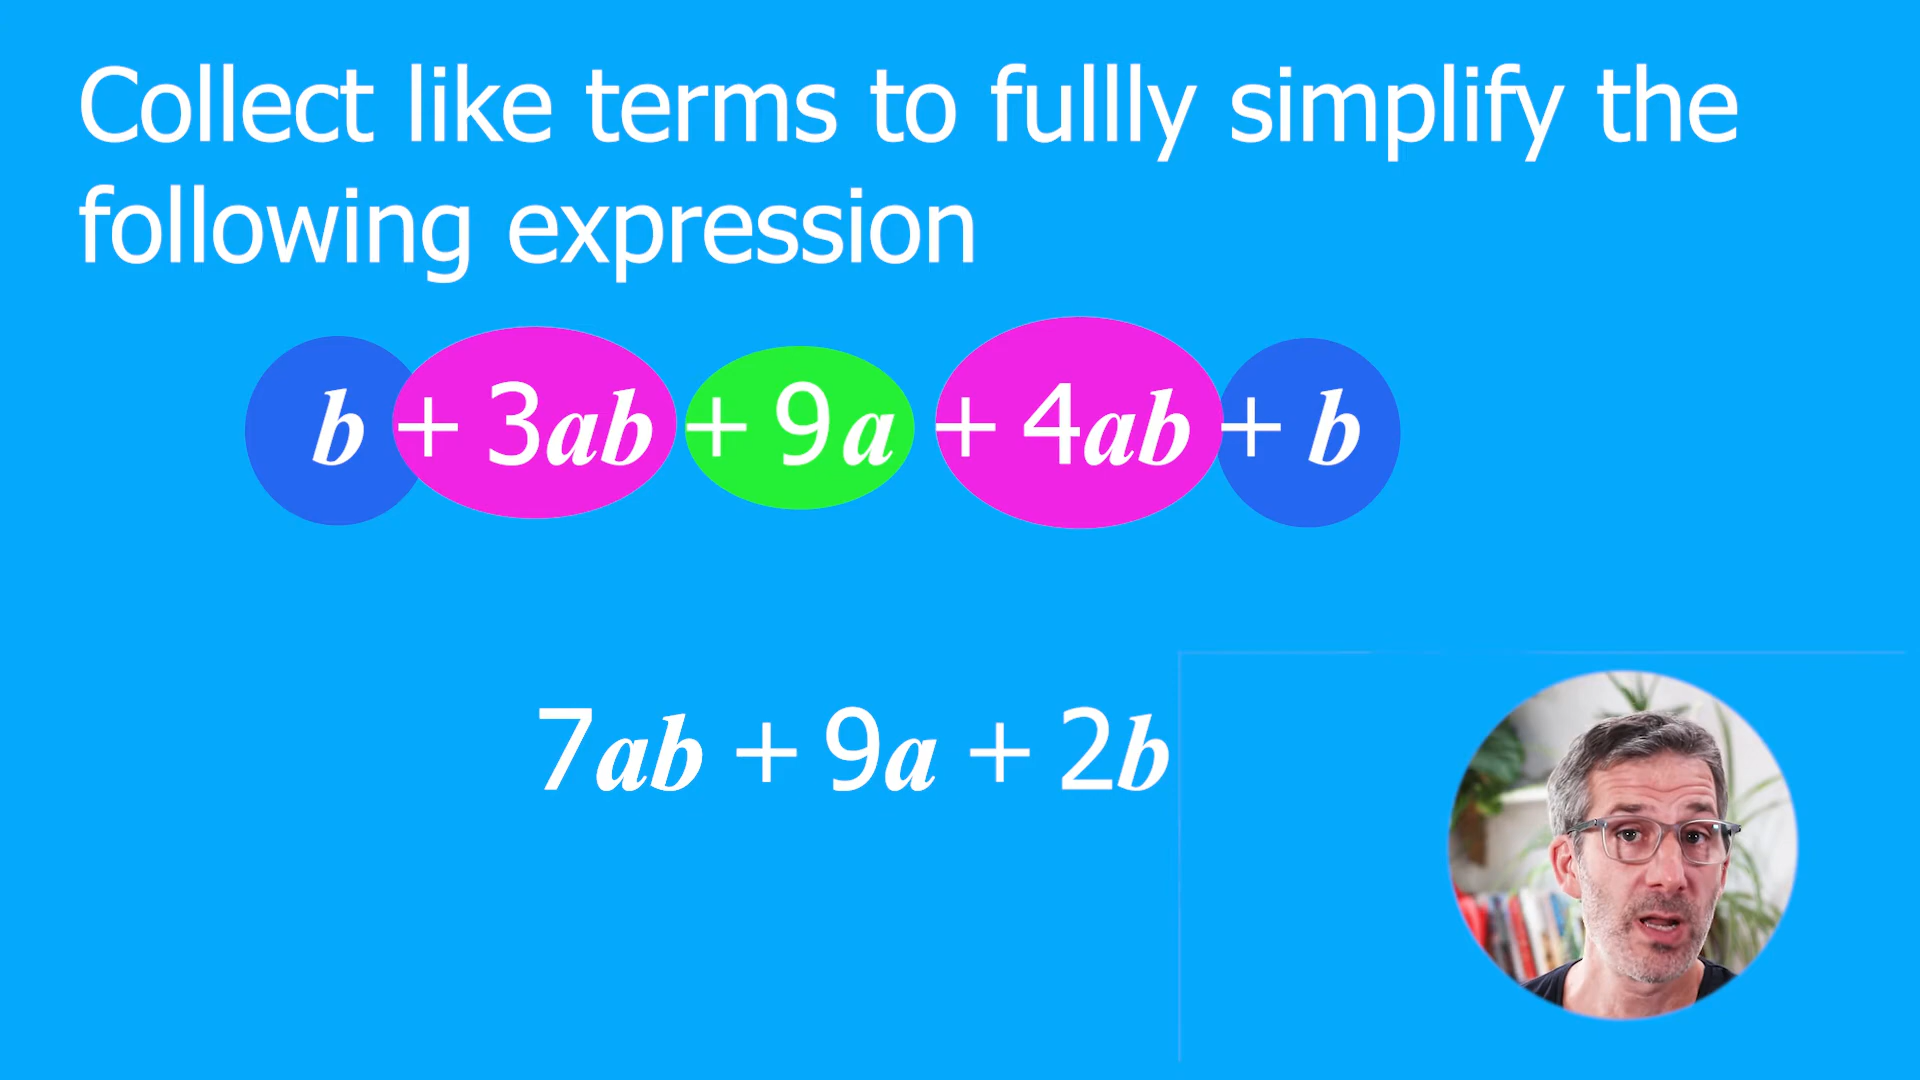 Collect like terms to fullly simplify the
following expression
b + 3ab + 9a + 4ab + b
7ab + 9a + 2b